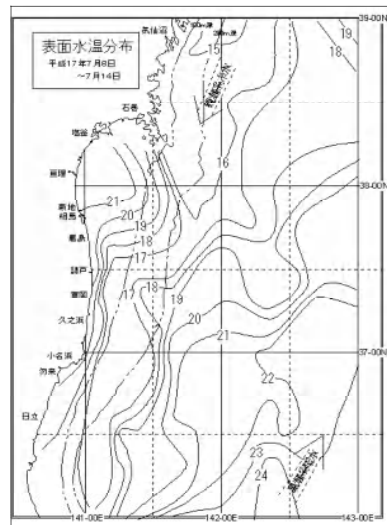 表面水温分布
平成17年7月8日
~7月14日
気仙沼
石巻
塩釜
亘理
新地
相馬
鹿島
請戸
富岡
久之浜
小名浜
勿来
日立
39-00N
38-00N
37-00N
141-00E
142-00E
143-00E
15
16
19
18
21
20
19
18
17
17
18
19
20
21
22
23
24